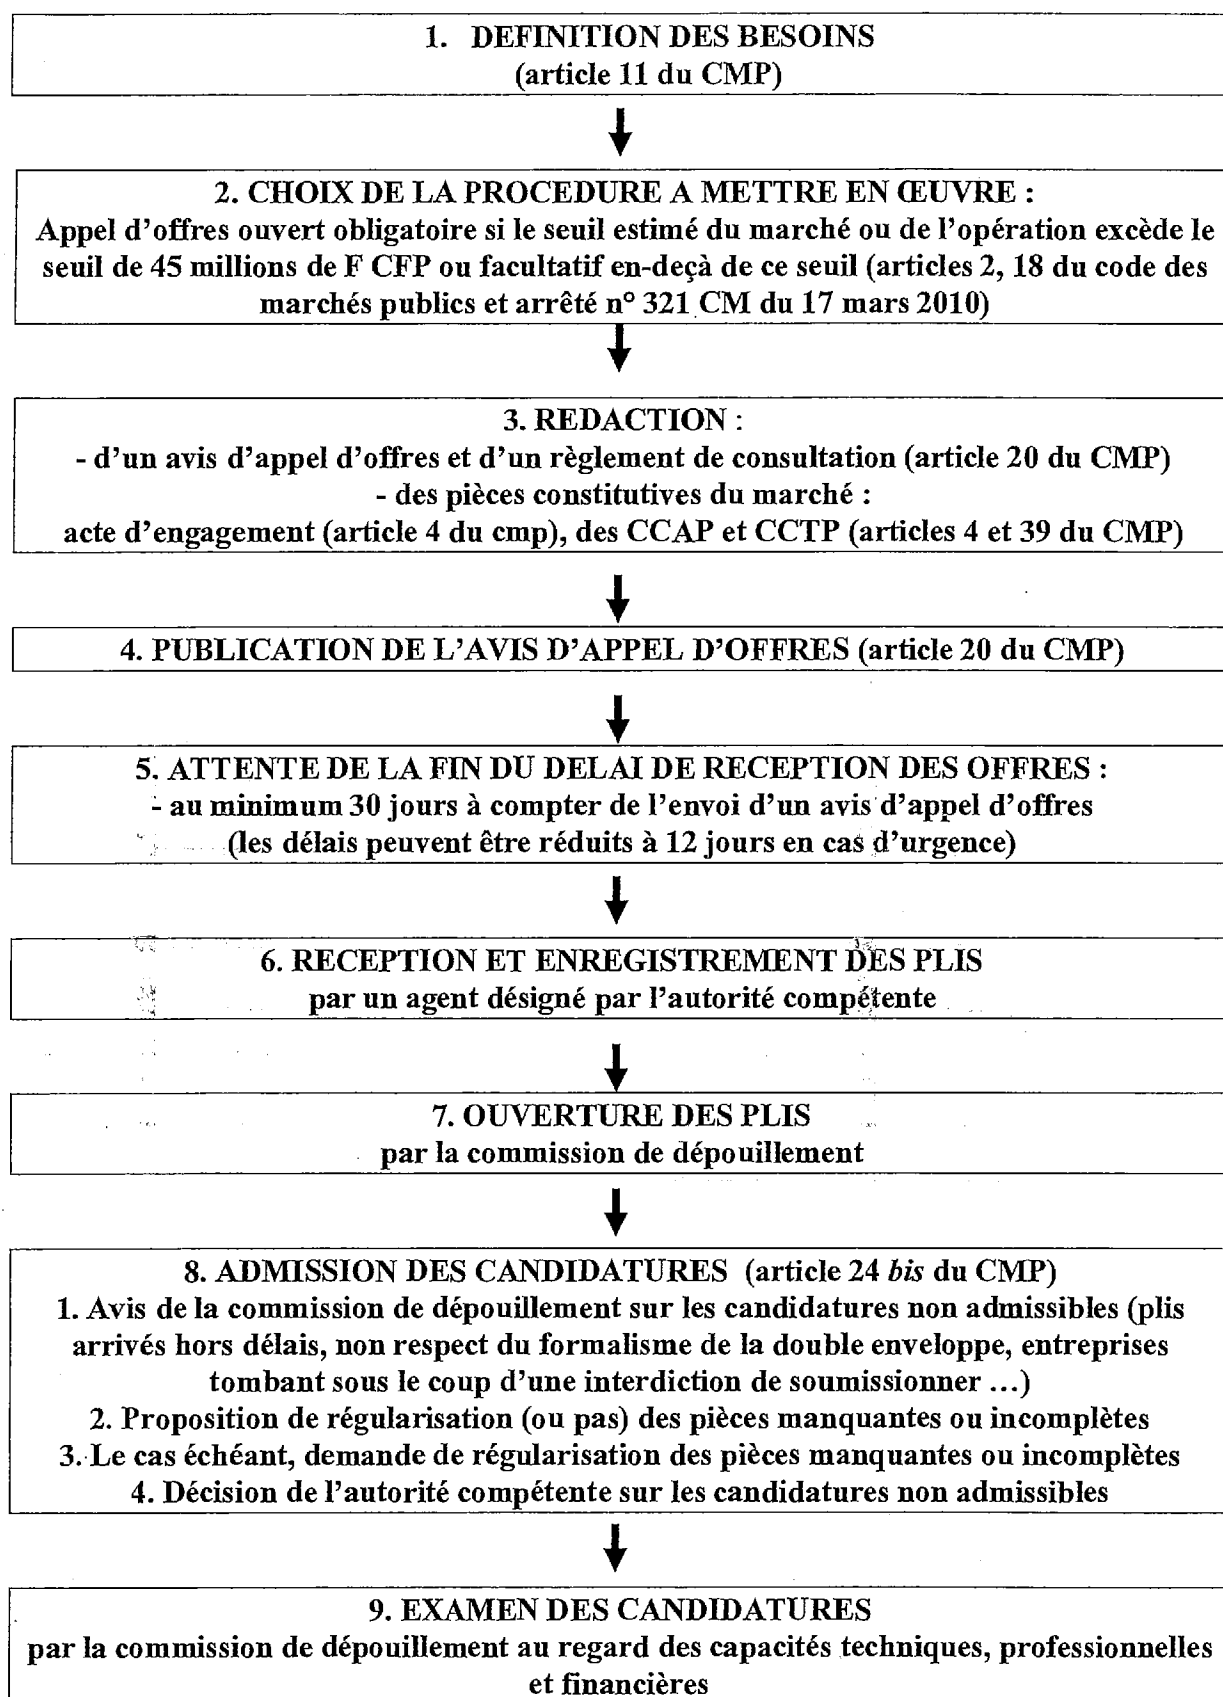 1. DEFINITION DES BESOINS
(article 11 du CMP)
2. CHOIX DE LA PROCEDURE A METTRE EN ŒUVRE :
Appel d'offres ouvert obligatoire si le seuil estimé du marché ou de l'opération excède le
seuil de 45 millions de F CFP ou facultatif en-deçà de ce seuil (articles 2, 18 du code des
marchés publics et arrêté n° 321 CM du 17 mars 2010)
3. REDACTION :
- d'un avis d'appel d'offres et d'un règlement de consultation (article 20 du CMP)
- des pièces constitutives du marché :
acte d'engagement (article 4 du cmp), des CCAP et CCTP (articles 4 et 39 du CMP)
4. PUBLICATION DE L'AVIS D'APPEL D'OFFRES (article 20 du CMP)
5. ATTENTE DE LA FIN DU DELAI DE RECEPTION DES OFFRES :
- au minimum 30 jours à compter de l'envoi d'un avis d'appel d'offres
(les délais peuvent être réduits à 12 jours en cas d'urgence)
6. RECEPTION ET ENREGISTREMENT DES PLIS
par un agent désigné par l'autorité compétente
7. OUVERTURE DES PLIS
par la commission de dépouillement
8. ADMISSION DES CANDIDATURES (article 24 bis du CMP)
1. Avis de la commission de dépouillement sur les candidatures non admissibles (plis
arrivés hors délais, non respect du formalisme de la double enveloppe, entreprises
tombant sous le coup d'une interdiction de soumissionner ...)
2. Proposition de régularisation (ou pas) des pièces manquantes ou incomplètes
3. Le cas échéant, demande de régularisation des pièces manquantes ou incomplètes
4. Décision de l'autorité compétente sur les candidatures non admissibles
9. EXAMEN DES CANDIDATURES
par la commission de dépouillement au regard des capacités techniques, professionnelles
et financières